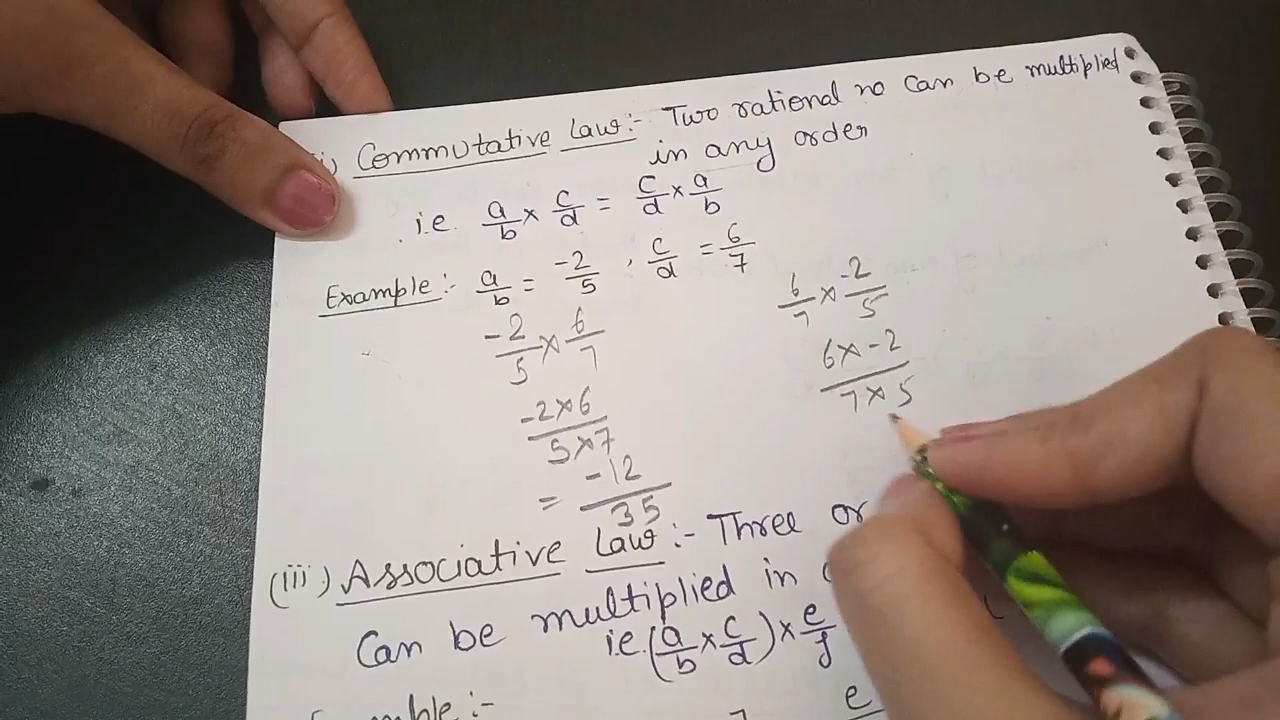 i) Commutative Law:- Two rational no can be multiplied
in any order
i.e. a/b × c/d = c/d × a/b
Example:- a/b = -2/5 , c/d = 6/7
-2/5 × 6/7
6/7 × -2/5
-2×6/5×7
6×-2/7×5
= -12/35
(iii) Associative Law:- Three or
Can be multiplied in
i.e. (a/b × c/d) × e/f
e